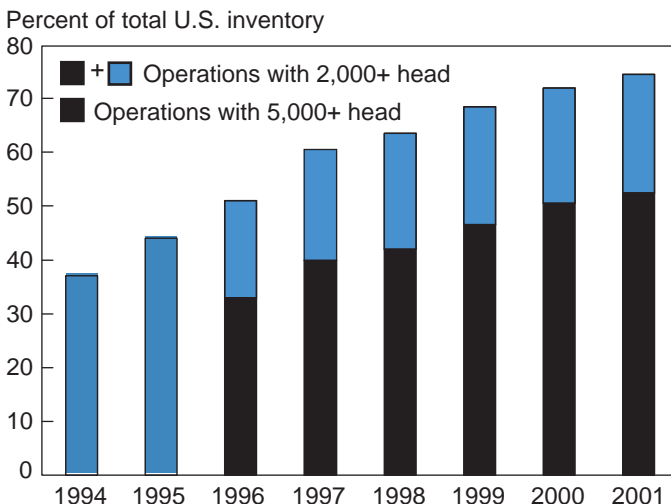 Percent of total U.S. inventory
80
+ Operations with 2,000+ head
70
Operations with 5,000+ head
60
50
40
30
20
10
0
1994 1995 1996 1997 1998 1999 2000 2001